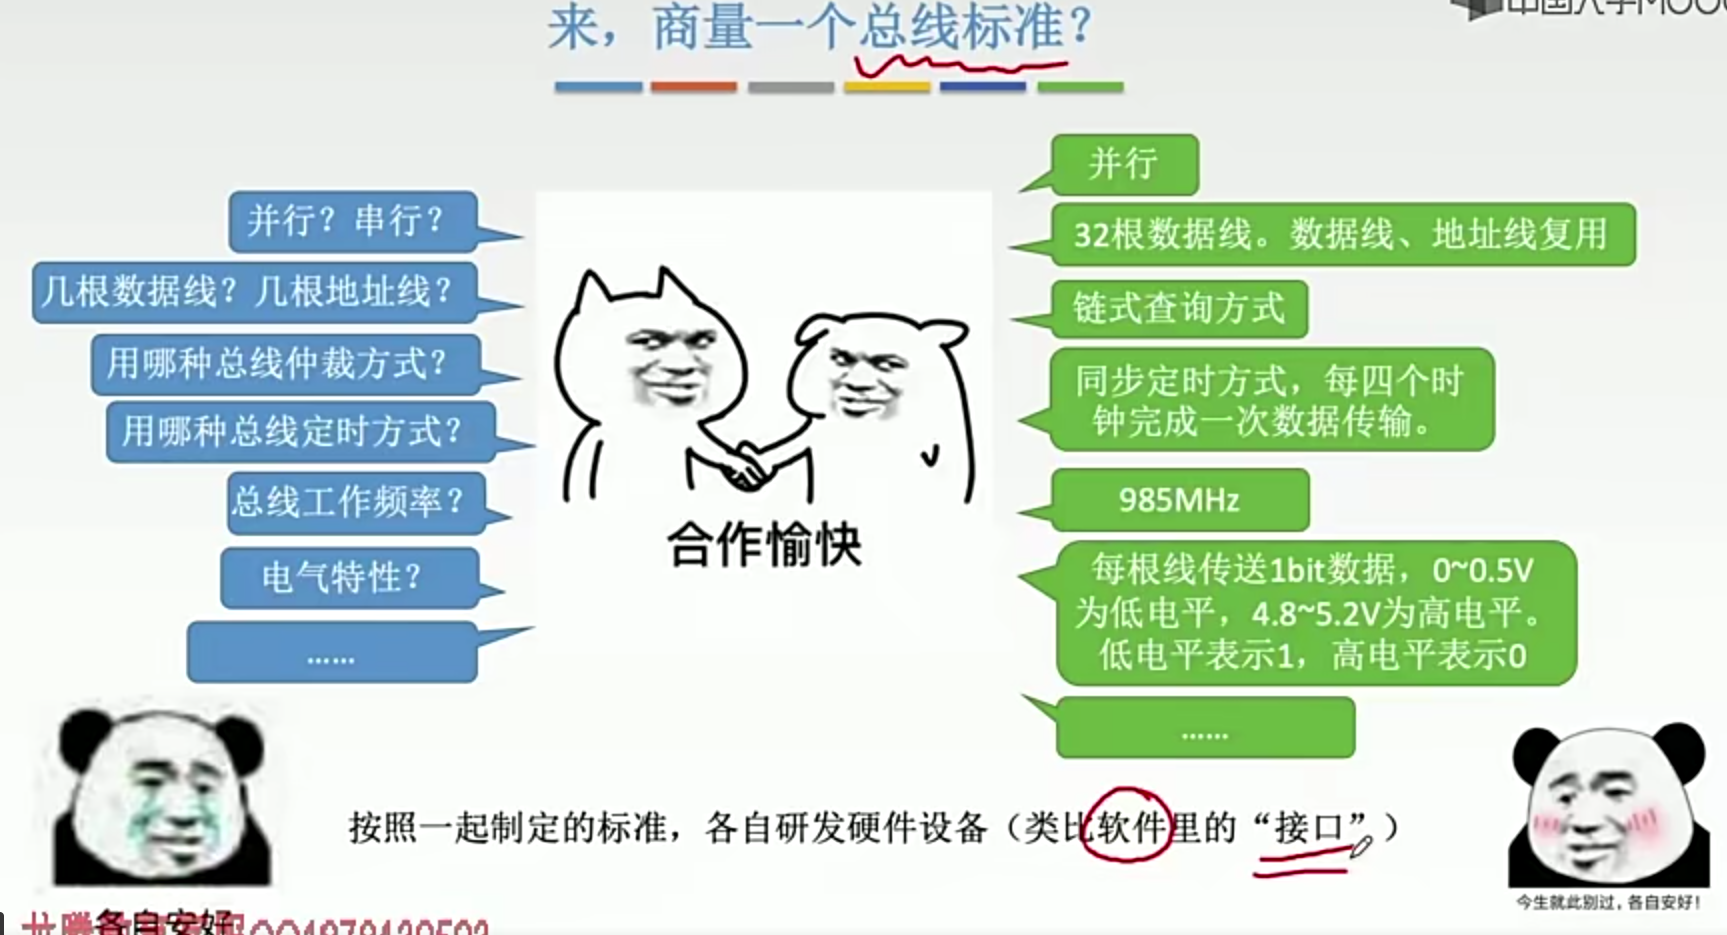 来，商量一个总线标准？
中国大学MOOC
并行？串行？
几根数据线？几根地址线？
用哪种总线仲裁方式？
用哪种总线定时方式？
总线工作频率？
电气特性？
……
合作愉快
并行
32根数据线。数据线、地址线复用
链式查询方式
同步定时方式，每四个时
钟完成一次数据传输。
985MHz
每根线传送1bit数据，0~0.5V
为低电平，4.8~5.2V为高电平。
低电平表示1，高电平表示0
……
按照一起制定的标准，各自研发硬件设备（类比软件里的“接口”）
各自安好
今生就此别过，各自安好！